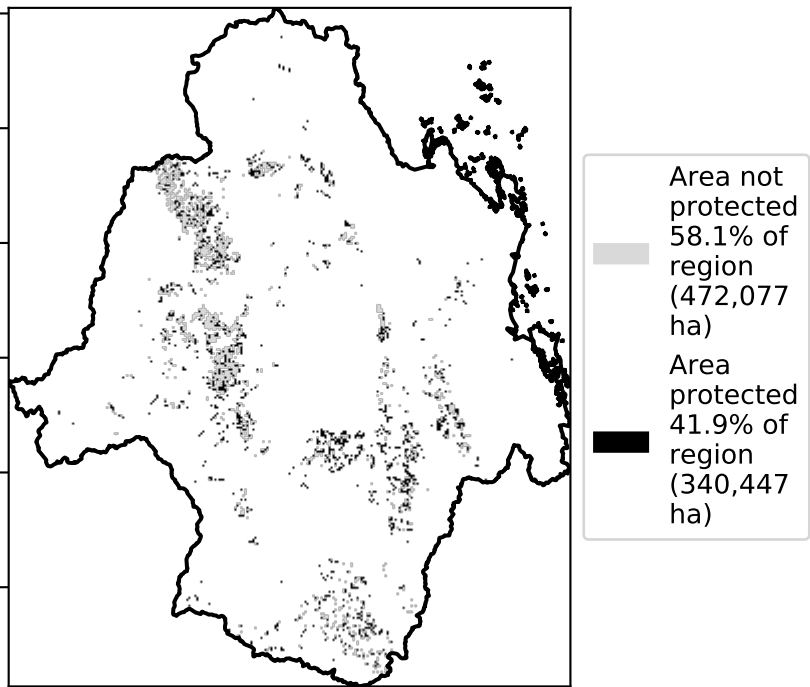 Area not
protected
58.1% of
region
(472,077
ha)
Area
protected
41.9% of
region
(340,447
ha)